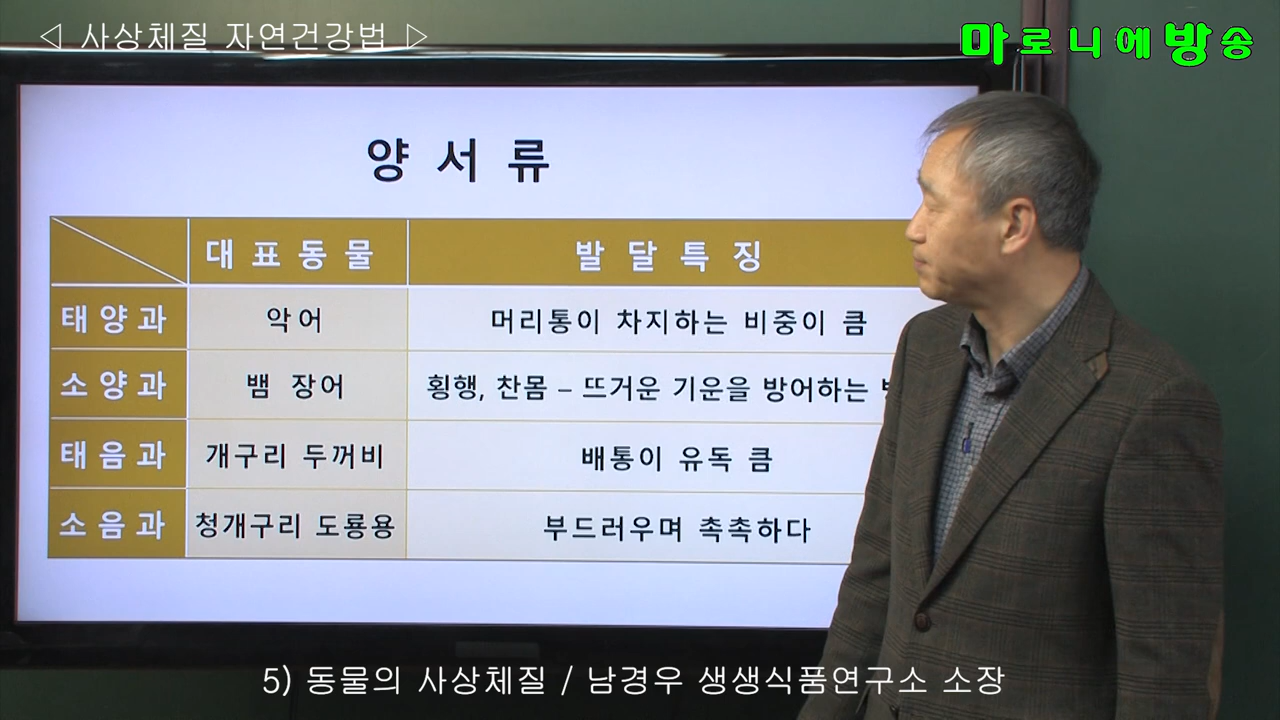 ◁ 사상체질 자연건강법 ▷
마로니에방송
양서류
대표동물 발달특징
태양과 악어 머리통이 차지하는 비중이 큼
소양과 뱀 장어 횡행, 찬몸 – 뜨거운 기운을 방어하는
태음과 개구리 두꺼비 배통이 유독 큼
소음과 청개구리 도룡용 부드러우며 촉촉하다
5) 동물의 사상체질 / 남경우 생생식품연구소 소장